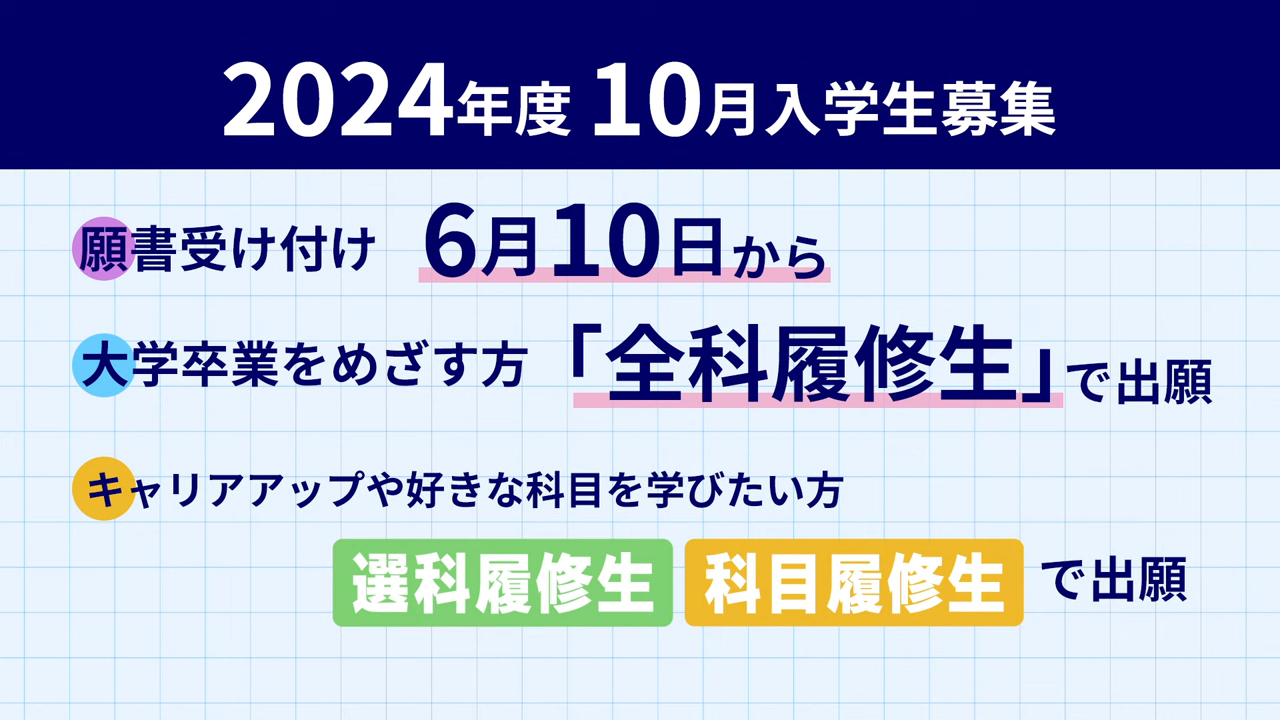 2024年度 10月入学生募集
願書受け付け 6月10日から
大学卒業をめざす方 「全科履修生」で出願
キャリアアップや好きな科目を学びたい方
選科履修生 科目履修生 で出願